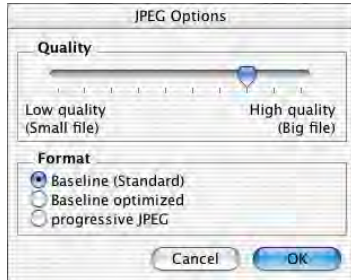 JPEG Options
Quality
Low quality
(Small file)
High quality
(Big file)
Format
Baseline (Standard)
Baseline optimized
progressive JPEG
Cancel
OK